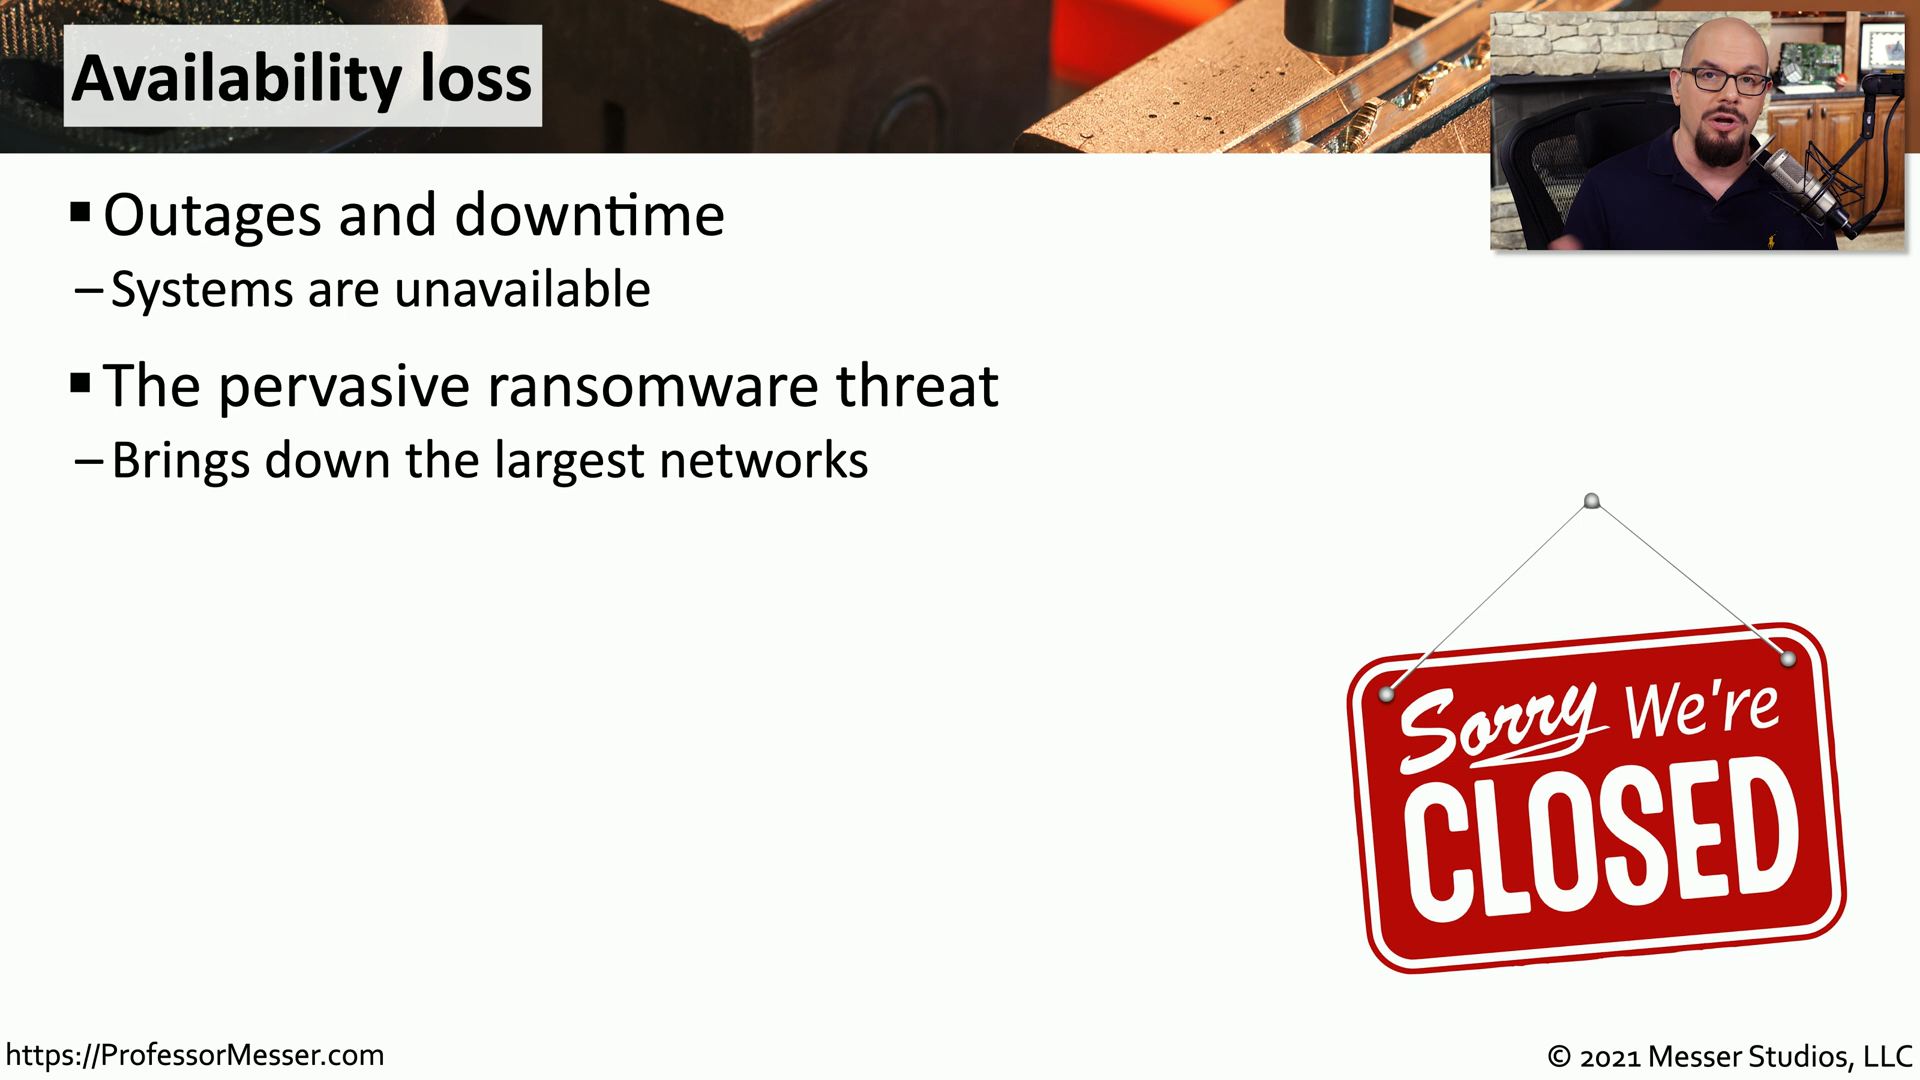 Availability loss
▪ Outages and downtime
– Systems are unavailable
▪ The pervasive ransomware threat
– Brings down the largest networks
Sorry We're
CLOSED
https://ProfessorMesser.com
© 2021 Messer Studios, LLC